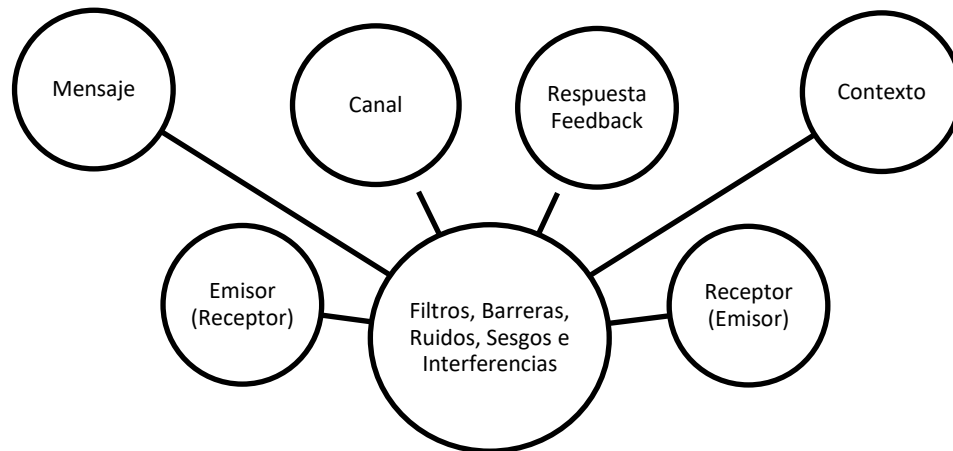 Mensaje
Canal
Respuesta
Feedback
Contexto
Emisor
(Receptor)
Filtros, Barreras,
Ruidos, Sesgos e
Interferencias
Receptor
(Emisor)